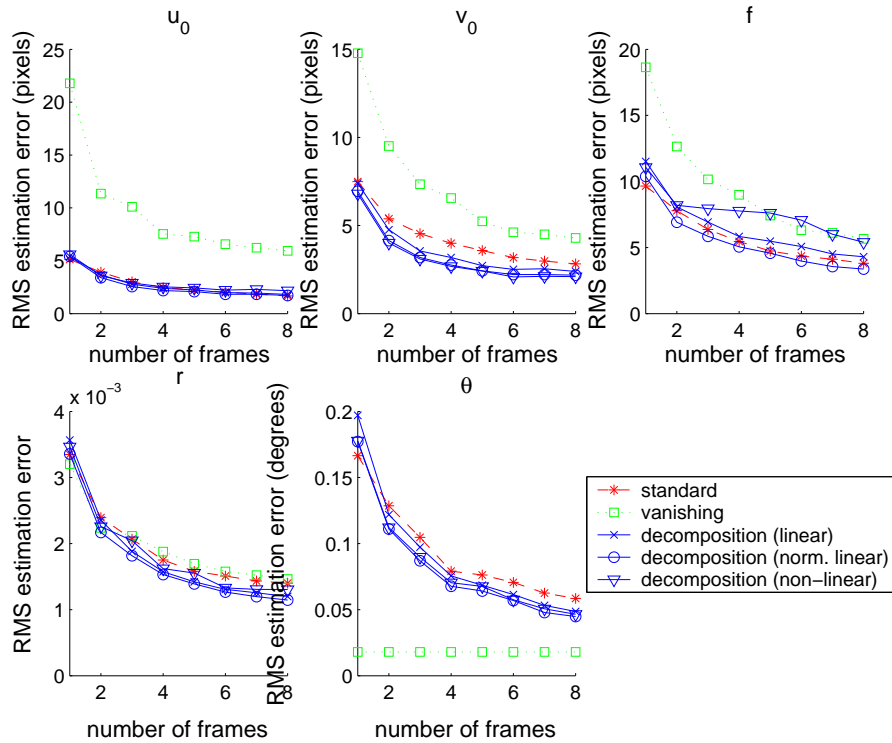 u0
v0
f
RMS estimation error (pixels)
25
20
15
10
5
0
2
4
6
8
number of frames
RMS estimation error (pixels)
15
10
5
0
2
4
6
8
number of frames
RMS estimation error (pixels)
20
15
10
5
0
2
4
6
8
number of frames
r
x 10^-3
RMS estimation error
4
3
2
1
0
2
4
6
8
number of frames
θ
RMS estimation error (degrees)
0.2
0.15
0.1
0.05
0
2
4
6
8
number of frames
standard
vanishing
decomposition (linear)
decomposition (norm. linear)
decomposition (non−linear)